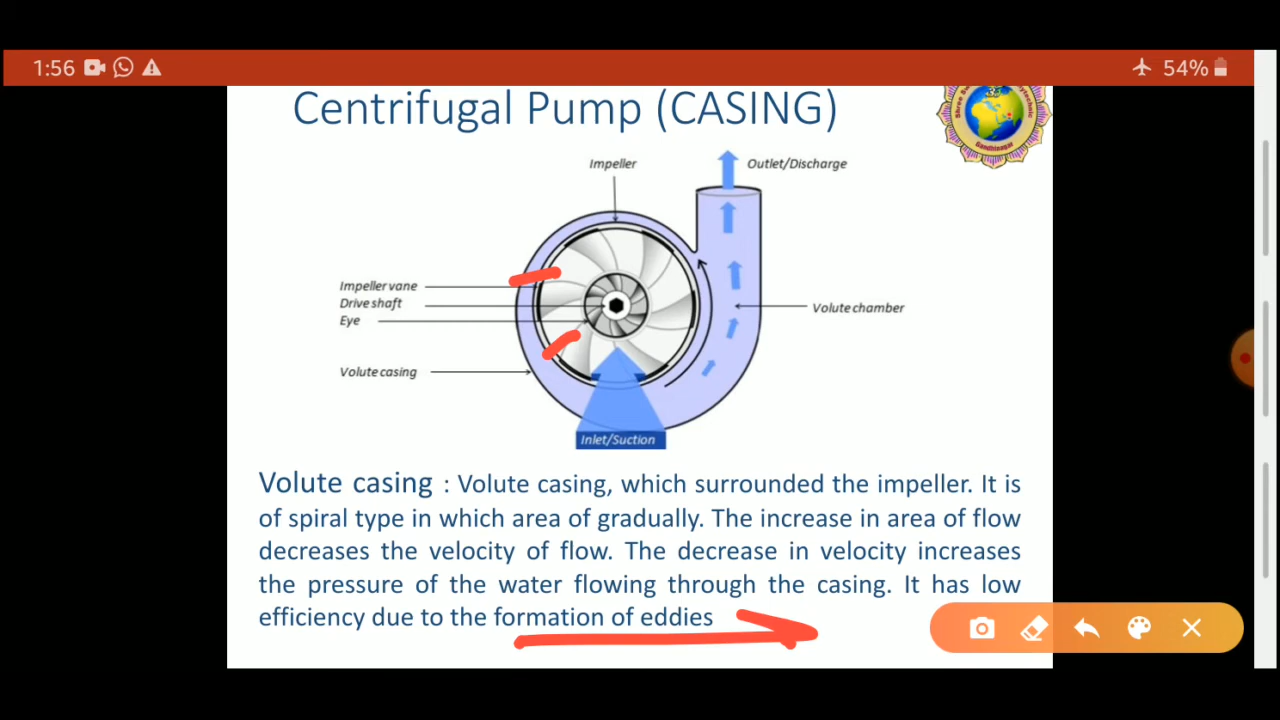 1:56
54%
Centrifugal Pump (CASING)
Gandhinagar
Impeller
Outlet/Discharge
Impeller vane
Drive shaft
Eye
Volute chamber
Volute casing
Inlet/Suction
Volute casing : Volute casing, which surrounded the impeller. It is
of spiral type in which area of gradually. The increase in area of flow
decreases the velocity of flow. The decrease in velocity increases
the pressure of the water flowing through the casing. It has low
efficiency due to the formation of eddies